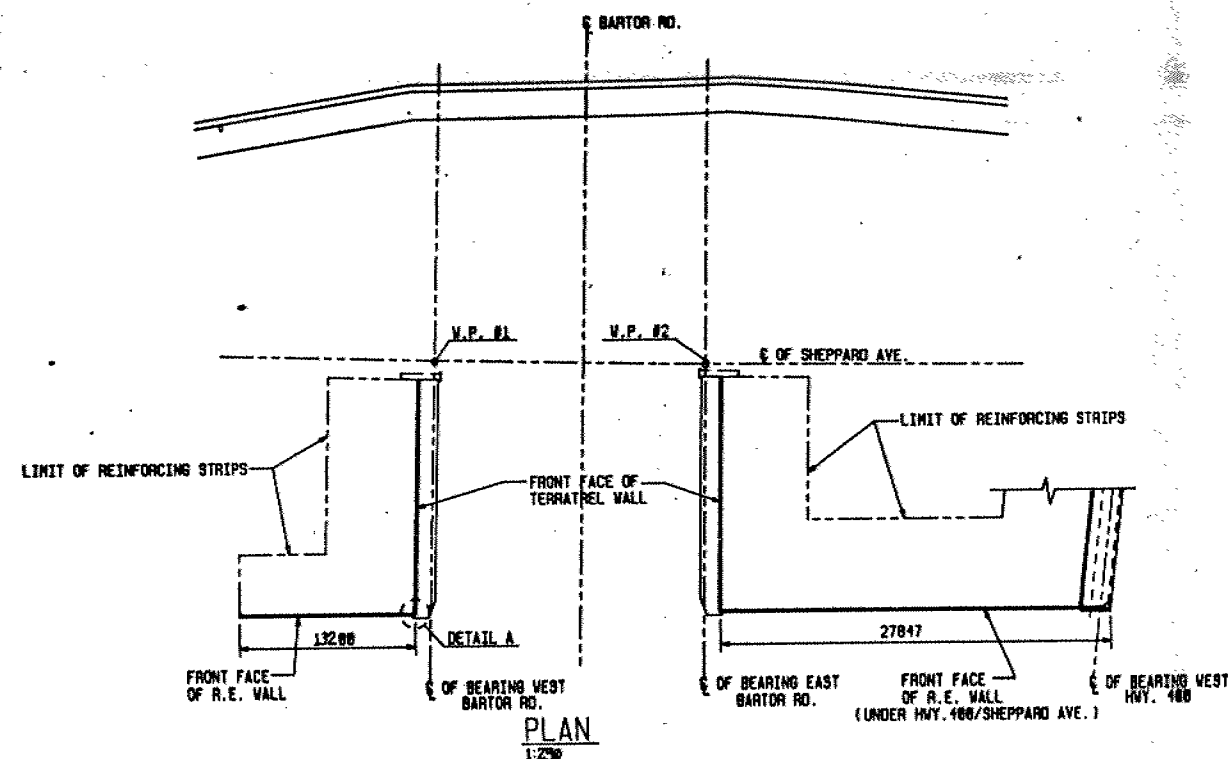 ℄ BARTOR RD.
W.P. #1
W.P. #2
℄ OF SHEPPARD AVE.
LIMIT OF REINFORCING STRIPS
LIMIT OF REINFORCING STRIPS
FRONT FACE OF
TERRATREL WALL
13200
DETAIL A
27847
FRONT FACE
OF R.E. WALL
℄ OF BEARING WEST
BARTOR RD.
℄ OF BEARING EAST
BARTOR RD.
FRONT FACE
OF R.E. WALL
(UNDER HWY.400/SHEPPARD AVE.)
℄ OF BEARING WEST
HWY. 400
PLAN